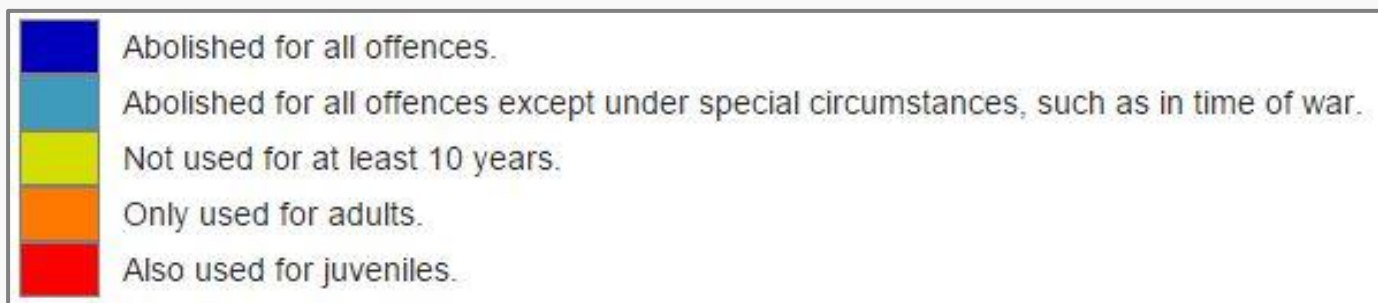 Abolished for all offences.
Abolished for all offences except under special circumstances, such as in time of war.
Not used for at least 10 years.
Only used for adults.
Also used for juveniles.